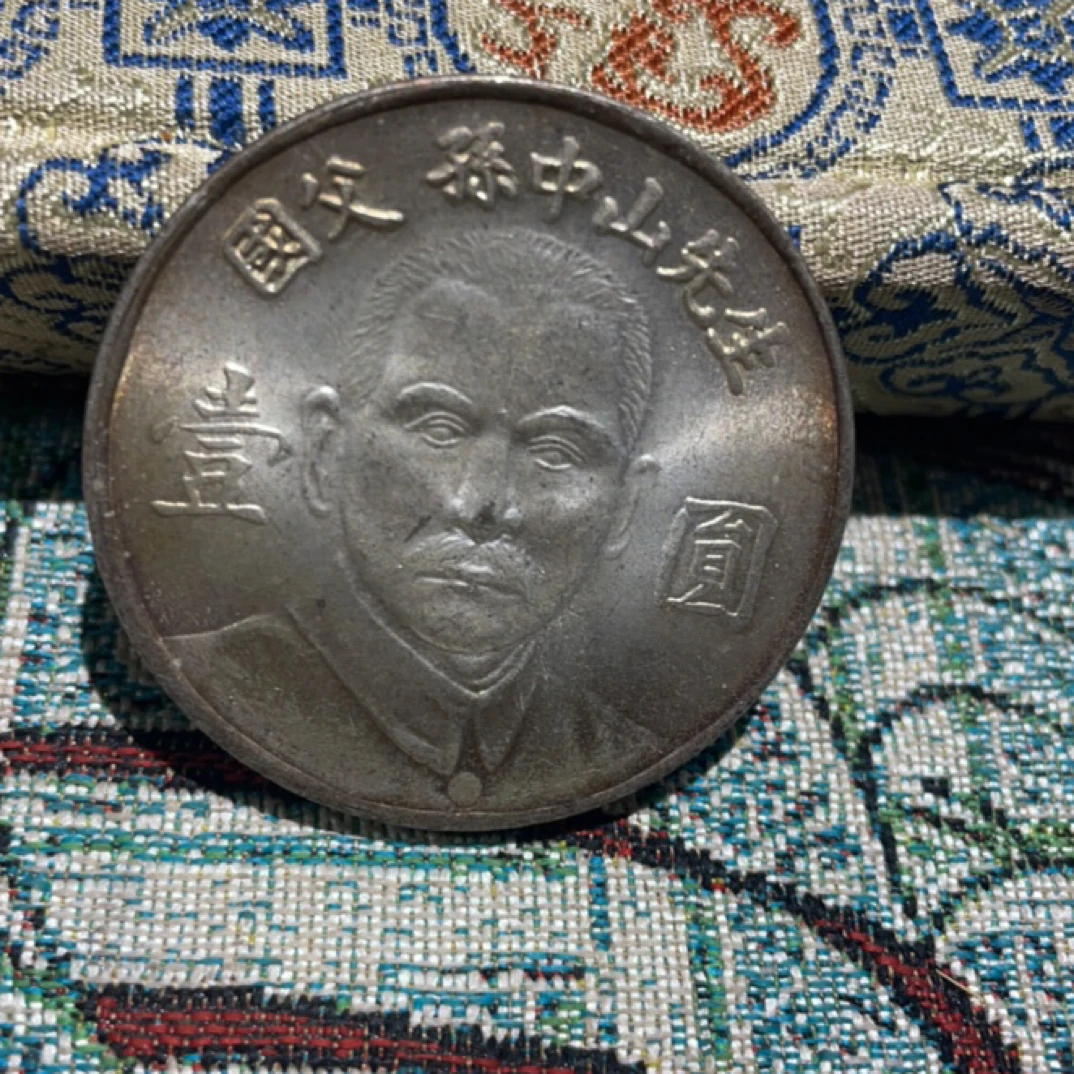 國父 孫中山先生
壹 圓